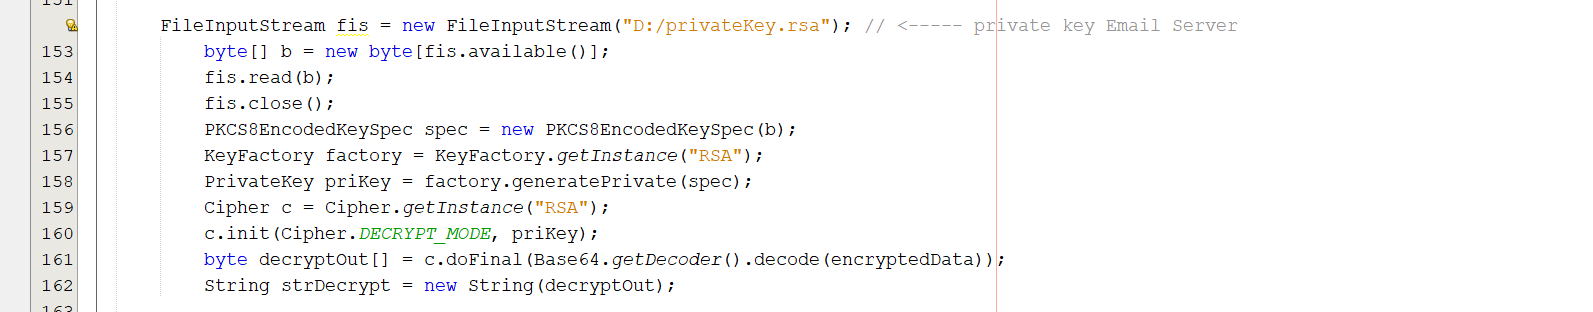 151
FileInputStream fis = new FileInputStream("D:/privateKey.rsa"); // <----- private key Email Server
153 byte[] b = new byte[fis.available()];
154 fis.read(b);
155 fis.close();
156 PKCS8EncodedKeySpec spec = new PKCS8EncodedKeySpec(b);
157 KeyFactory factory = KeyFactory.getInstance("RSA");
158 PrivateKey priKey = factory.generatePrivate(spec);
159 Cipher c = Cipher.getInstance("RSA");
160 c.init(Cipher.DECRYPT_MODE, priKey);
161 byte decryptOut[] = c.doFinal(Base64.getDecoder().decode(encryptedData));
162 String strDecrypt = new String(decryptOut);
163